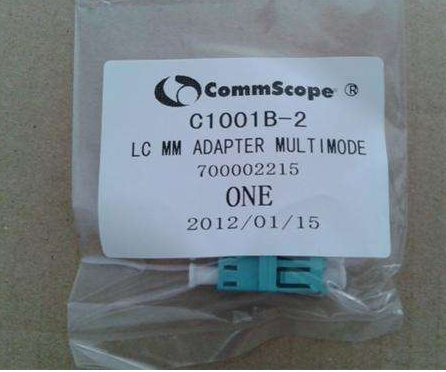 CommScope ®
C1001B-2
LC MM ADAPTER MULTIMODE
700002215
ONE
2012/01/15